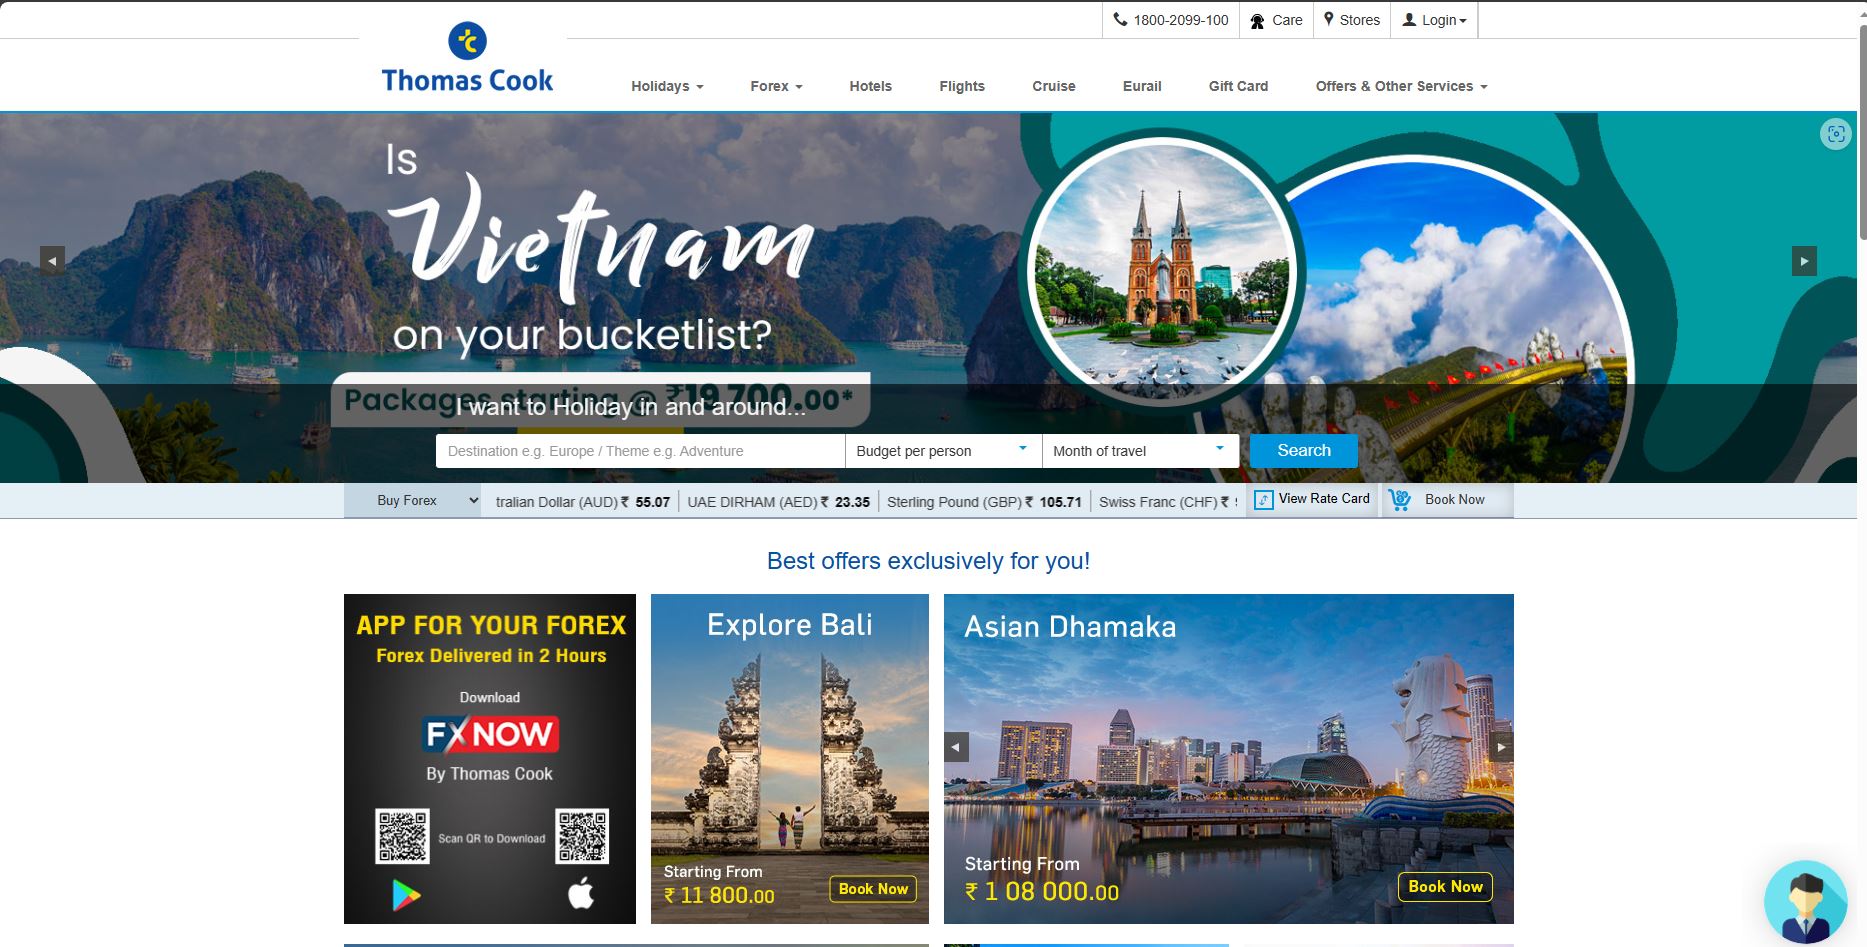 1800-2099-100 Care Stores Login
Thomas Cook
Holidays Forex Hotels Flights Cruise Eurail Gift Card Offers & Other Services
Is
Vietnam
on your bucketlist?
Packages starting @ ₹19,700.00*
I want to Holiday in and around...
Destination e.g. Europe / Theme e.g. Adventure Budget per person Month of travel Search
Buy Forex tralian Dollar (AUD) ₹ 55.07 UAE DIRHAM (AED) ₹ 23.35 Sterling Pound (GBP) ₹ 105.71 Swiss Franc (CHF) ₹ View Rate Card Book Now
Best offers exclusively for you!
APP FOR YOUR FOREX
Forex Delivered in 2 Hours
Download
FXNOW
By Thomas Cook
Scan QR to Download
Explore Bali
Starting From
₹ 11 800.00
Book Now
Asian Dhamaka
Starting From
₹ 1 08 000.00
Book Now